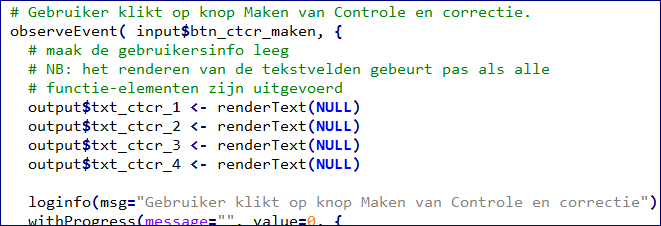 # Gebruiker klikt op knop Maken van Controle en correctie.
observeEvent( input$btn_ctcr_maken, {
# maak de gebuikersinfo leeg
# NB: het renderen van de tekstvelden gebeurt pas als alle
# functie-elementen zijn uitgevoerd
output$txt_ctcr_1 <- renderText(NULL)
output$txt_ctcr_2 <- renderText(NULL)
output$txt_ctcr_3 <- renderText(NULL)
output$txt_ctcr_4 <- renderText(NULL)
loginfo(msg="Gebruiker klikt op knop Maken van Controle en correctie")
withProgress(message="", value=0, {